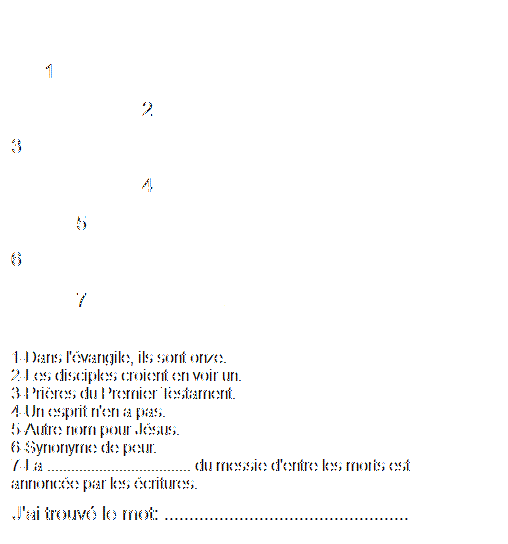 1
2
3
4
5
6
7
1-Dans l'évangile, ils sont onze.
2-Les disciples croient en voir un.
3-Prières du Premier Testament.
4-Un esprit n'en a pas.
5-Autre nom pour Jésus.
6-Synonyme de peur.
7-La .................................... du messie d'entre les morts est
annoncée par les écritures.
J'ai trouvé le mot: .................................................